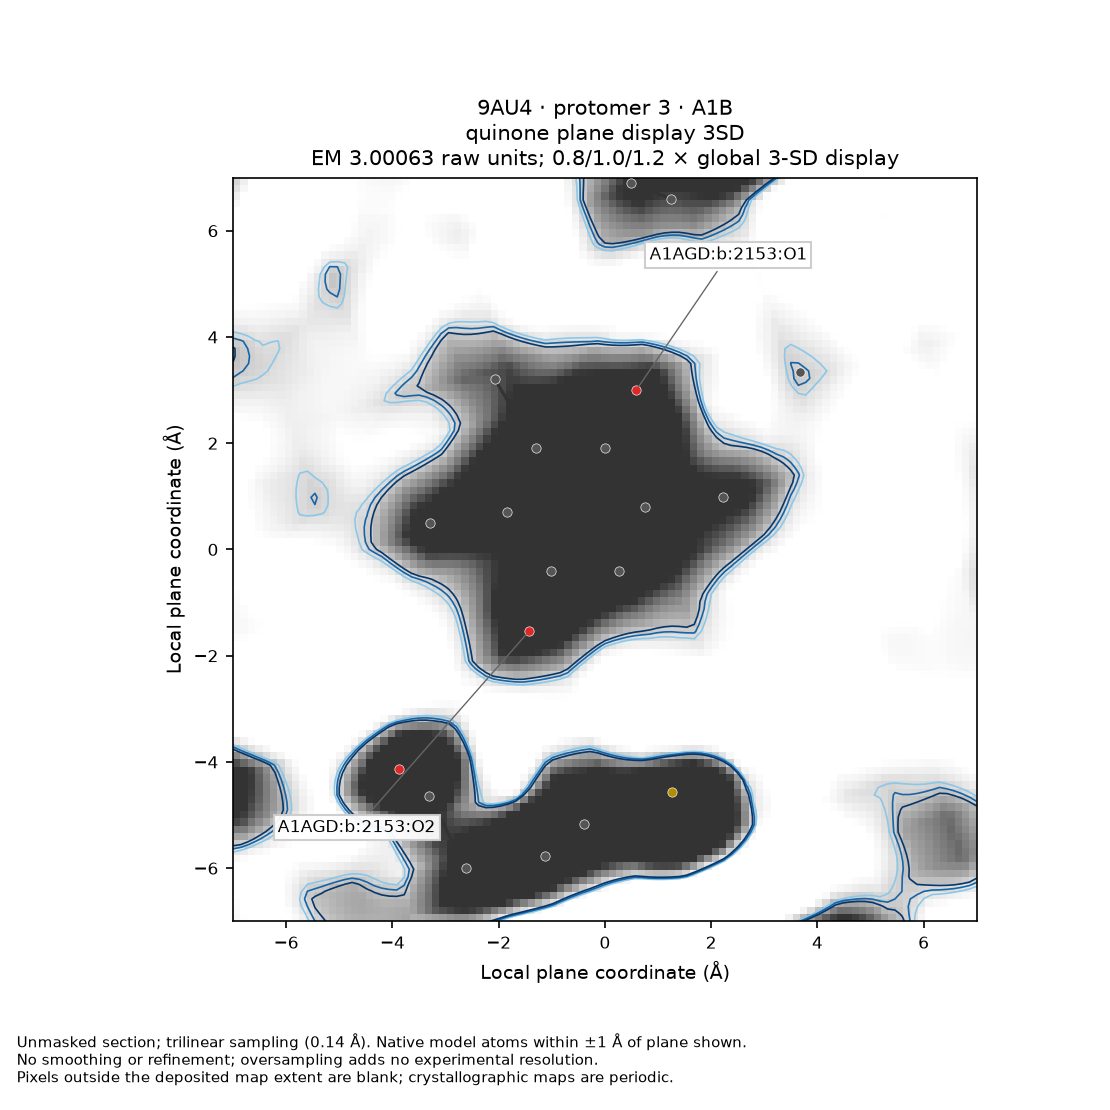 9AU4 · protomer 3 · A1B
quinone plane display 3SD
EM 3.00063 raw units; 0.8/1.0/1.2 × global 3-SD display
A1AGD:b:2153:O1
A1AGD:b:2153:O2
6
4
2
0
−2
−4
−6
Local plane coordinate (Å)
−6 −4 −2 0 2 4 6
Local plane coordinate (Å)
Unmasked section; trilinear sampling (0.14 Å). Native model atoms within ±1 Å of plane shown.
No smoothing or refinement; oversampling adds no experimental resolution.
Pixels outside the deposited map extent are blank; crystallographic maps are periodic.